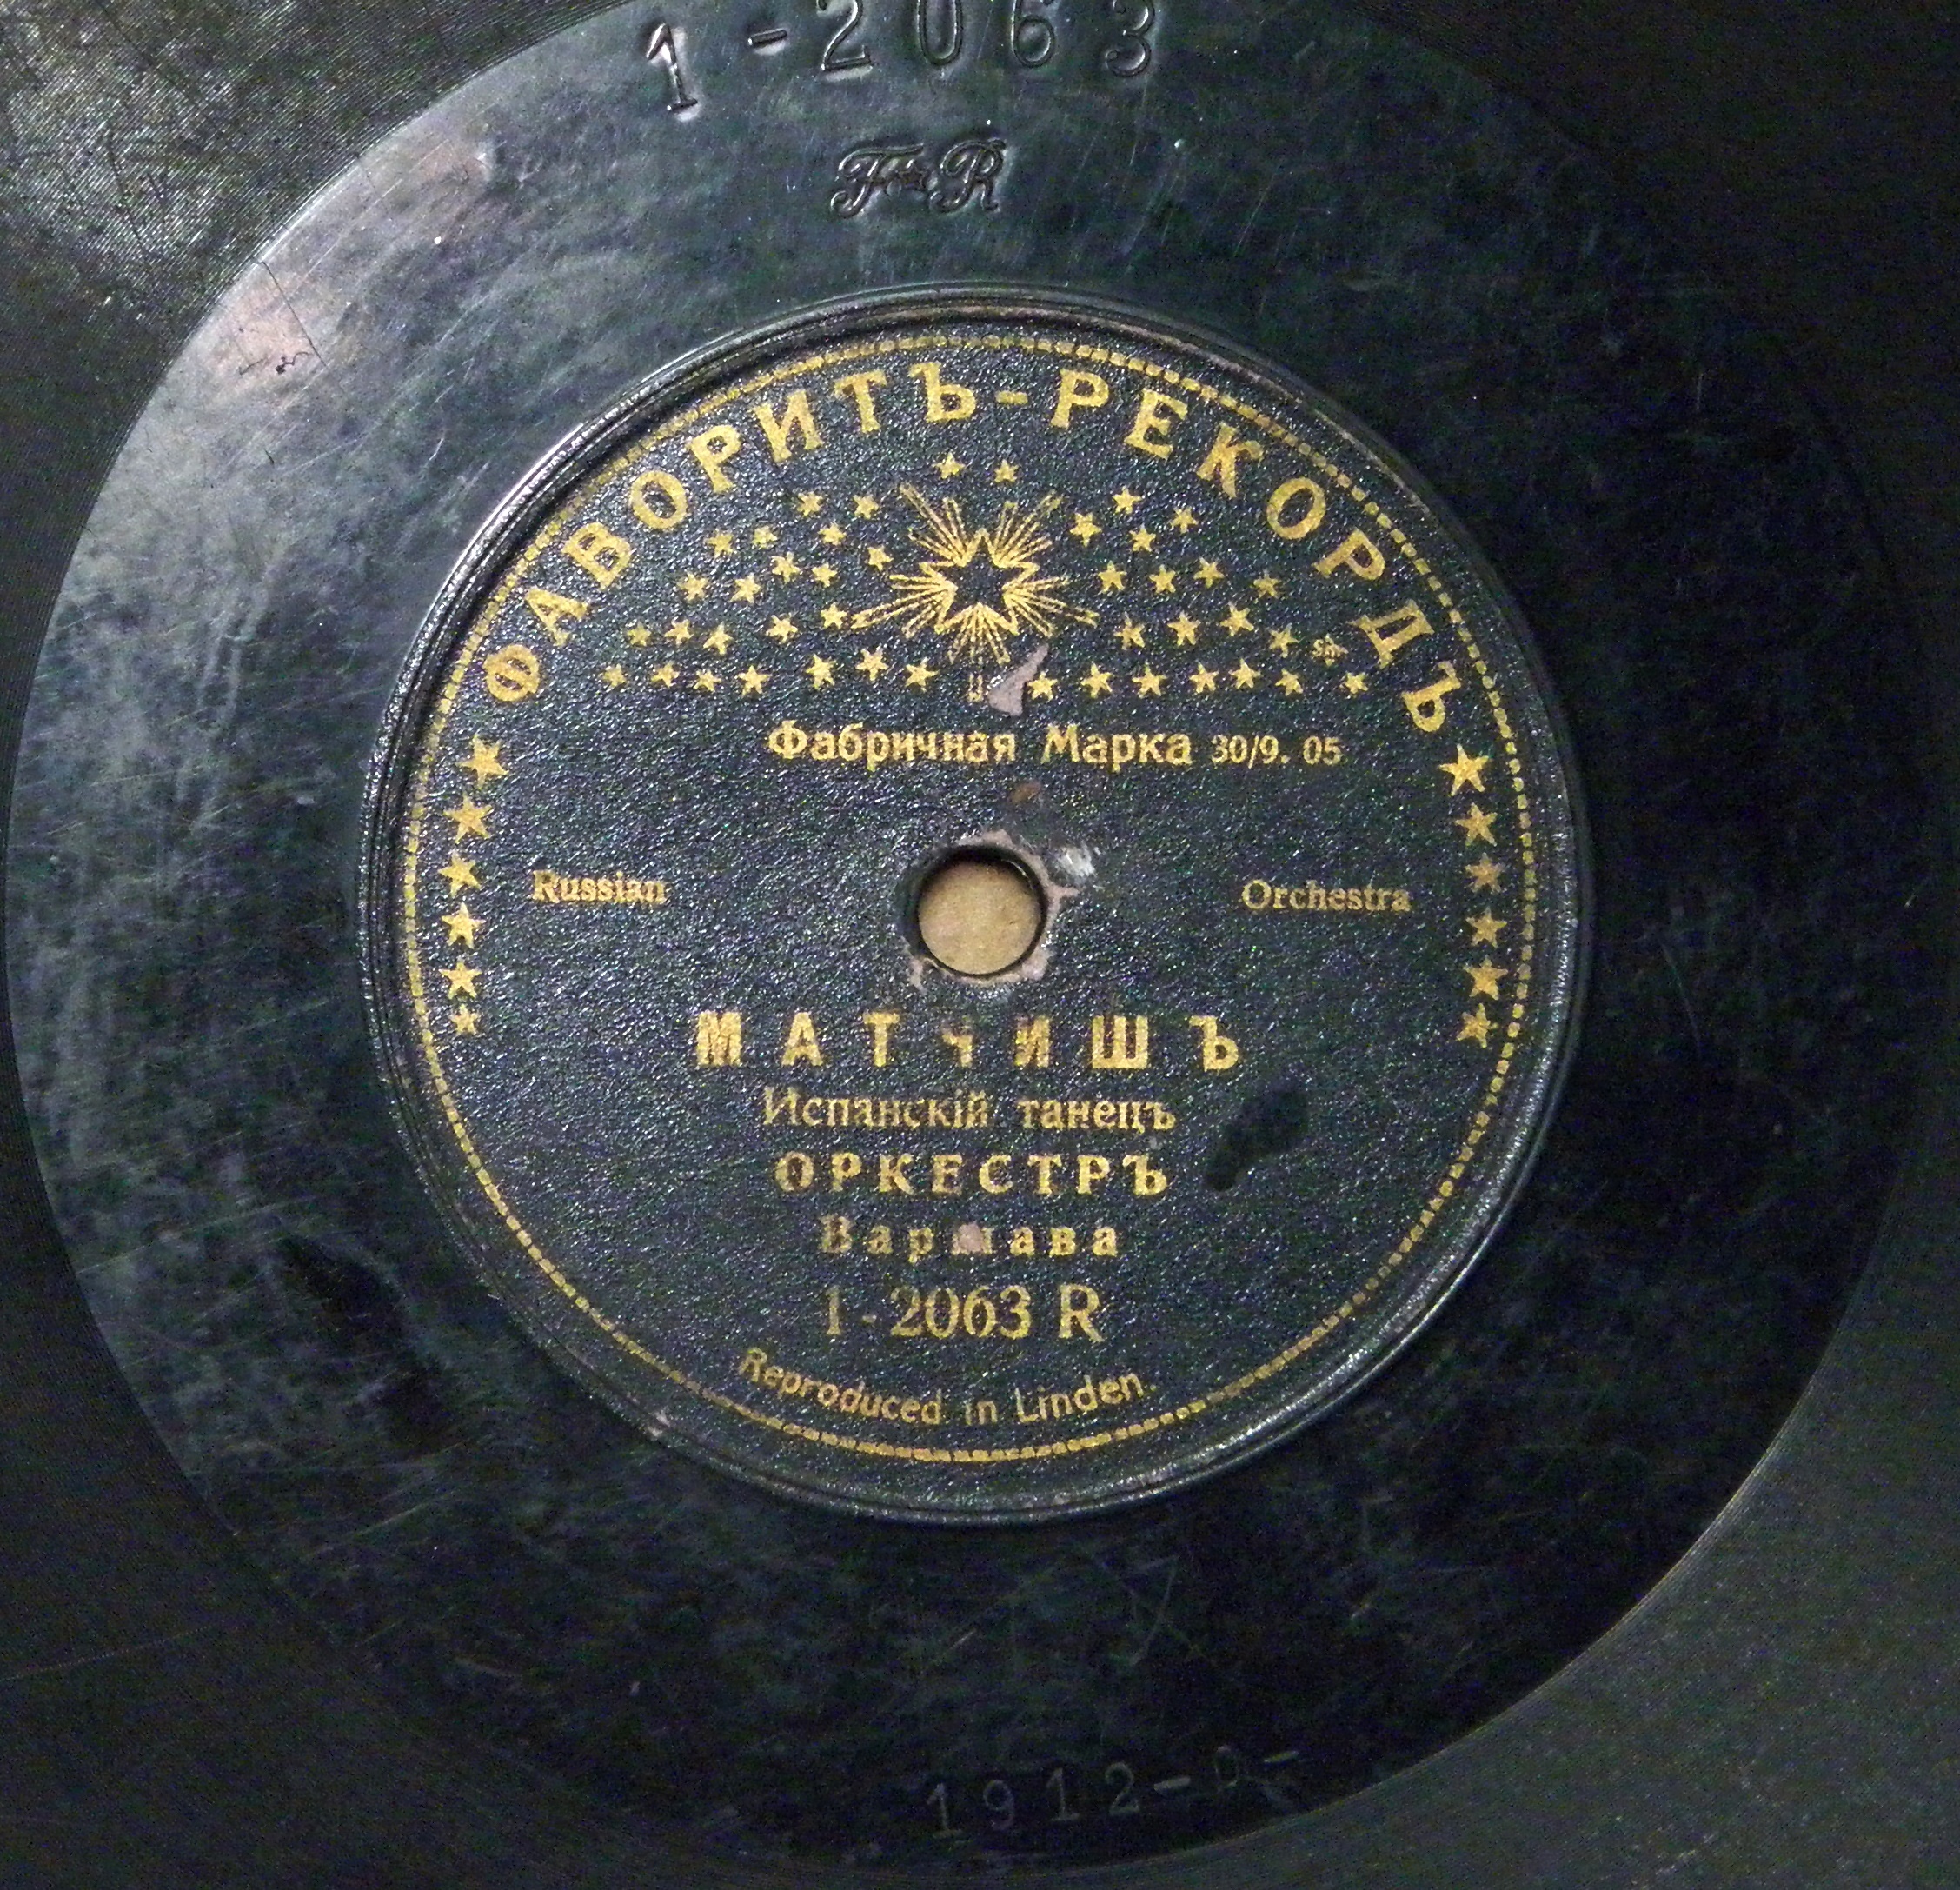 1-2063
F R
ФАВОРИТЪ-РЕКОРДЪ
Фабричная Марка 30/9. 05
Russian Orchestra
МАТЧИШЪ
Испанскій танецъ
ОРКЕСТРЪ
Варшава
1-2063 R
Reproduced in Linden.
1912-o-